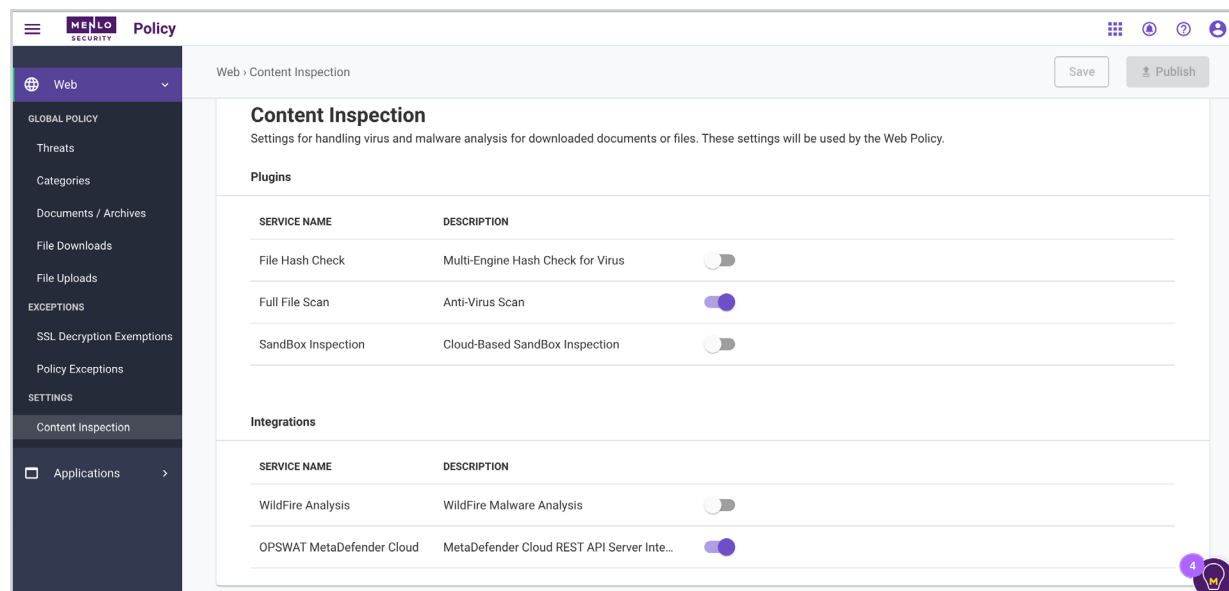 MENLO
SECURITY
Policy
Web
GLOBAL POLICY
Threats
Categories
Documents / Archives
File Downloads
File Uploads
EXCEPTIONS
SSL Decryption Exemptions
Policy Exceptions
SETTINGS
Content Inspection
Applications
Web › Content Inspection
Save
Publish
Content Inspection
Settings for handling virus and malware analysis for downloaded documents or files. These settings will be used by the Web Policy.
Plugins
SERVICE NAME DESCRIPTION
File Hash Check Multi-Engine Hash Check for Virus
Full File Scan Anti-Virus Scan
SandBox Inspection Cloud-Based SandBox Inspection
Integrations
SERVICE NAME DESCRIPTION
WildFire Analysis WildFire Malware Analysis
OPSWAT MetaDefender Cloud MetaDefender Cloud REST API Server Inte...
4
M